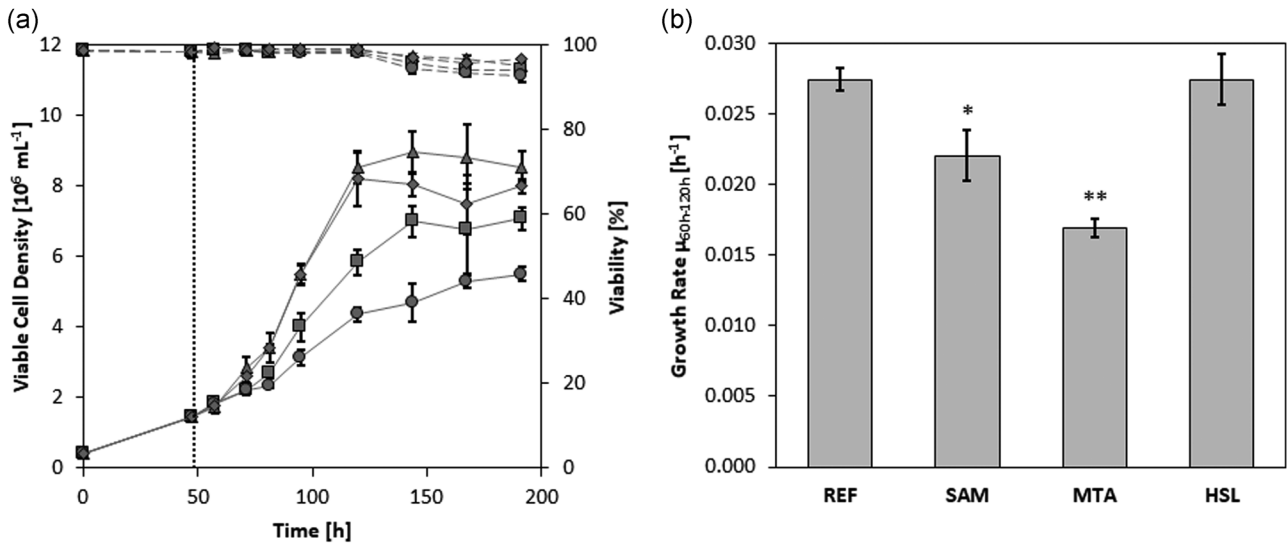 (a)
12
10
8
6
4
2
0
Viable Cell Density [10⁶ mL⁻¹]
100
80
60
40
20
0
Viability [%]
0 50 100 150 200
Time [h]
(b)
0.030
0.025
0.020
0.015
0.010
0.005
0.000
Growth Rate μ60h-120h [h⁻¹]
*
**
REF SAM MTA HSL